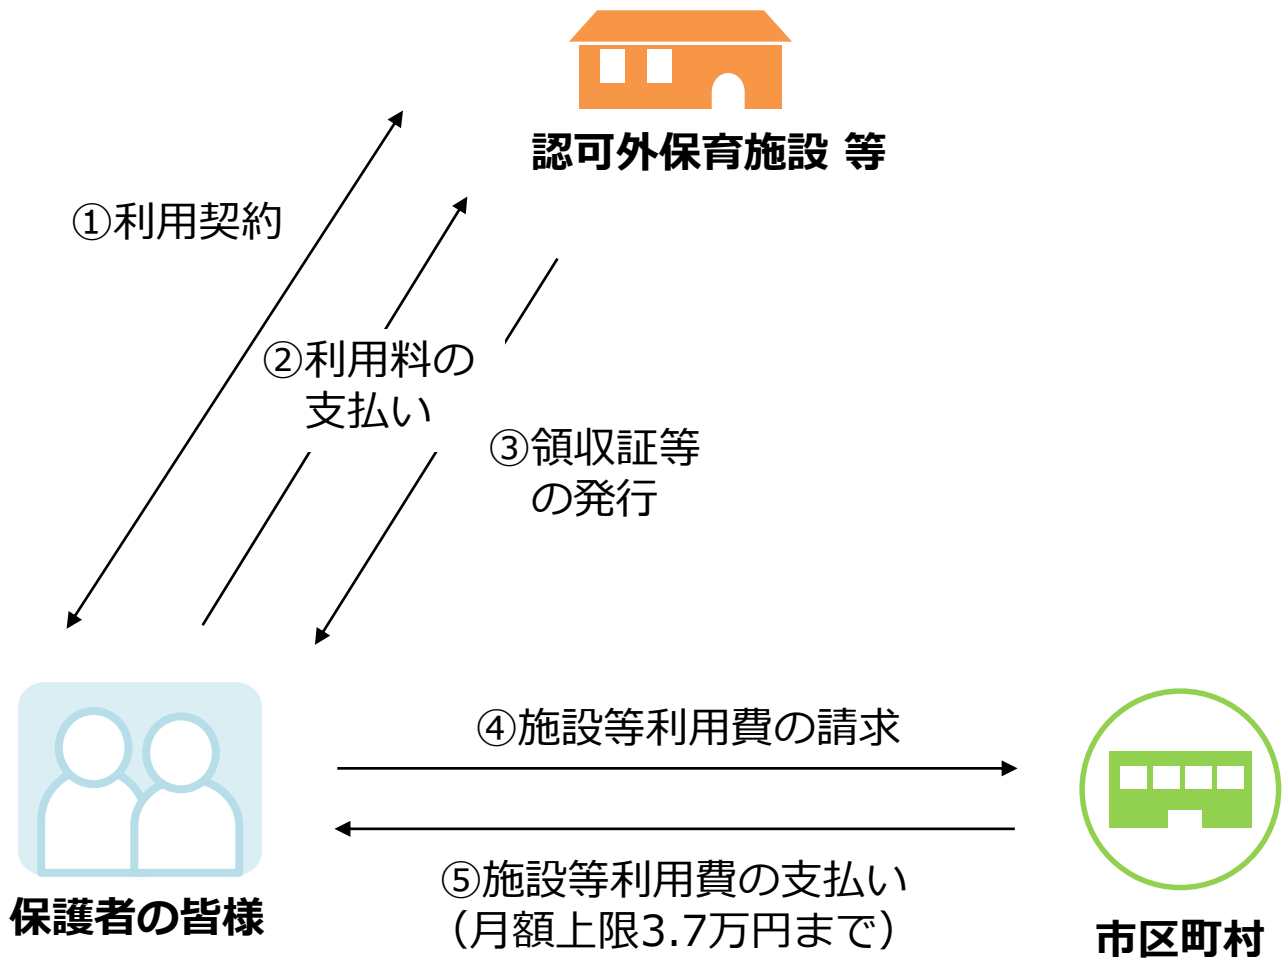 認可外保育施設 等
①利用契約
②利用料の
支払い
③領収証等
の発行
④施設等利用費の請求
⑤施設等利用費の支払い
（月額上限3.7万円まで）
保護者の皆様
市区町村